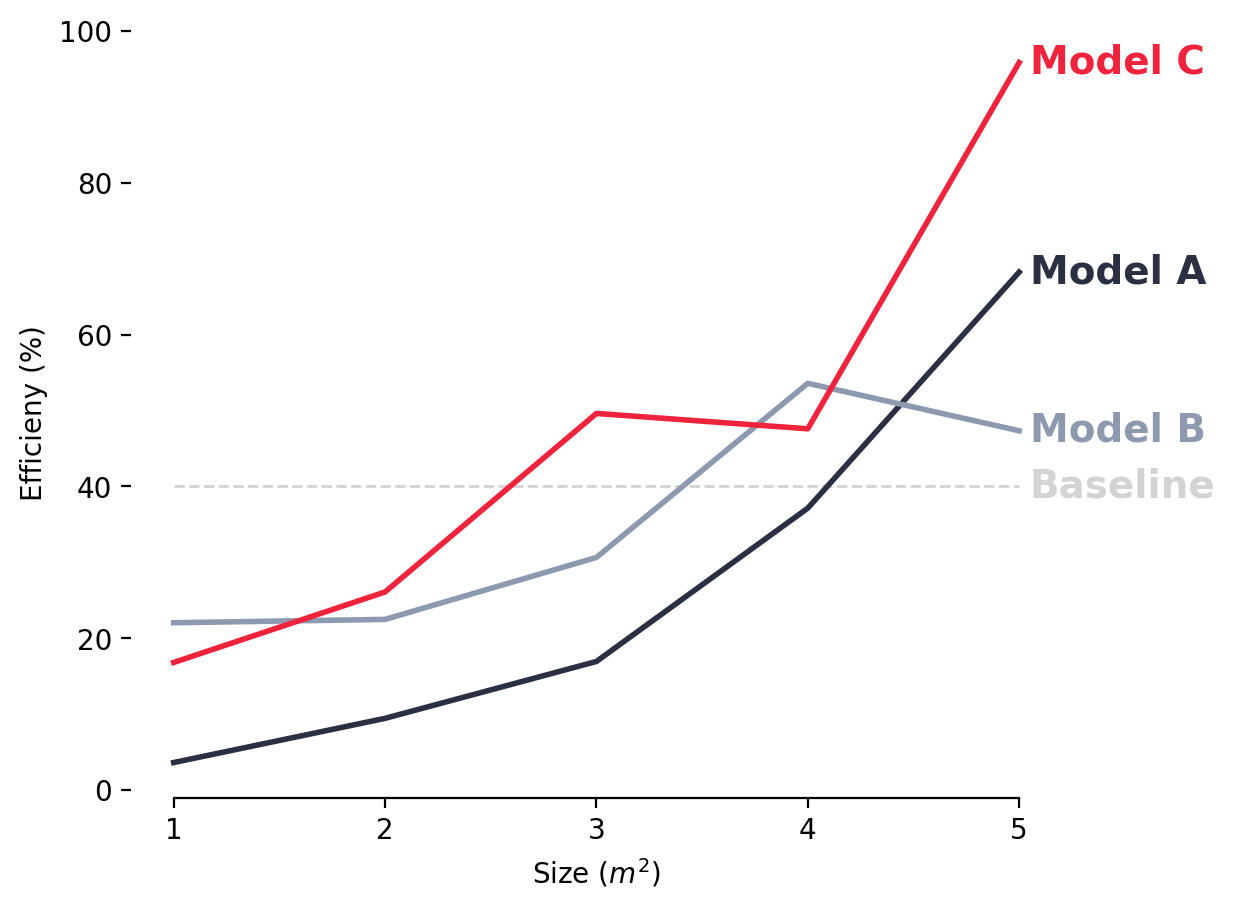 100
Model C
80
Model A
60
Efficieny (%)
Model B
40
Baseline
20
0
1 2 3 4 5
Size (m²)